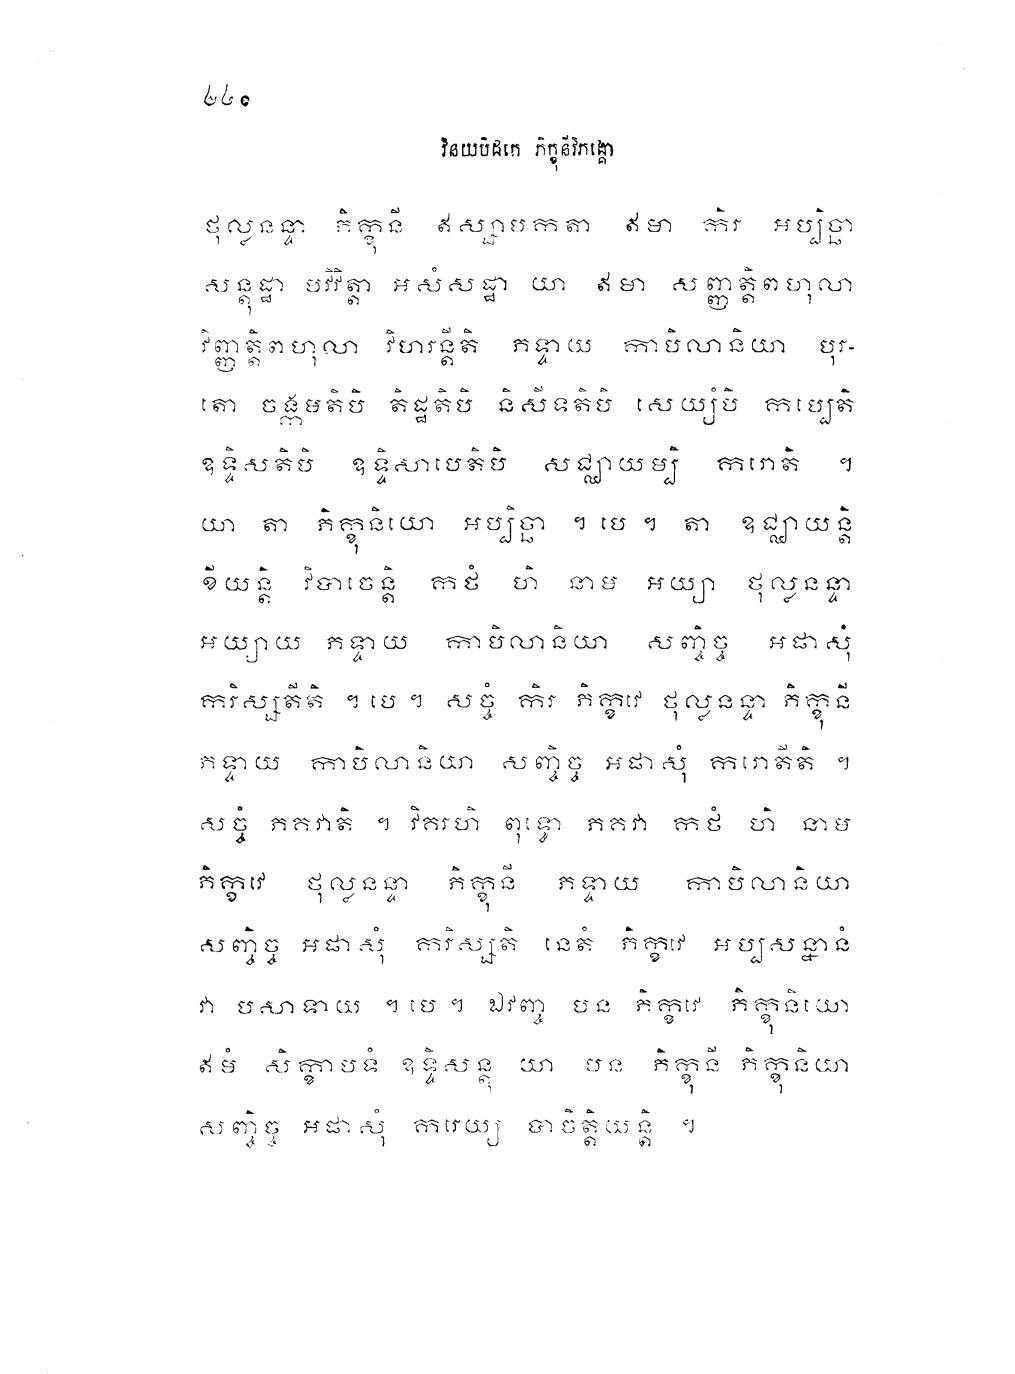 ២២១
វិនយបិដកេ ភិក្ខុនីវិភង្គោ
ថុល្លនន្ទា ភិក្ខុនី ឥស្សាបកតា ឥមា កិរ អប្បិច្ឆា
សន្តុដ្ឋា បវិវិត្តា អសំសដ្ឋា យា ឥមា សញ្ញត្តិពហុលា
វិញ្ញត្តិពហុលា វិហរន្តីតិ ភទ្ទាយ កាបិលានិយា បុរ-
តោ ចង្កមតិបិ តិដ្ឋតិបិ និសីទតិបិ សេយ្យំបិ កប្បេតិ
ឧទ្ទិសតិបិ ឧទ្ទិសាបេតិបិ សជ្ឈាយម្បិ ករោតិ ។
យា តា ភិក្ខុនិយោ អប្បិច្ឆា ។ បេ ។ តា ឧជ្ឈាយន្តិ
ខីយន្តិ វិបាចេន្តិ កថំ ហិ នាម អយ្យា ថុល្លនន្ទា
អយ្យាយ ភទ្ទាយ កាបិលានិយា សញ្ចិច្ច អផាសុំ
ករិស្សតីតិ ។ បេ ។ សច្ចំ កិរ ភិក្ខវេ ថុល្លនន្ទា ភិក្ខុនី
ភទ្ទាយ កាបិលានិយា សញ្ចិច្ច អផាសុំ ករោតីតិ ។
សច្ចំ ភគវាតិ ។ វិគរហិ ពុទ្ធោ ភគវា កថំ ហិ នាម
ភិក្ខវេ ថុល្លនន្ទា ភិក្ខុនី ភទ្ទាយ កាបិលានិយា
សញ្ចិច្ច អផាសុំ ករិស្សតិ នេតំ ភិក្ខវេ អប្បសន្នានំ
វា បសាទាយ ។ បេ ។ ឯវញ្ច បន ភិក្ខវេ ភិក្ខុនិយោ
ឥមំ សិក្ខាបទំ ឧទ្ទិសន្តុ យា បន ភិក្ខុនី ភិក្ខុនិយា
សញ្ចិច្ច អផាសុំ ករេយ្យ បាចិត្តិយន្តិ ។